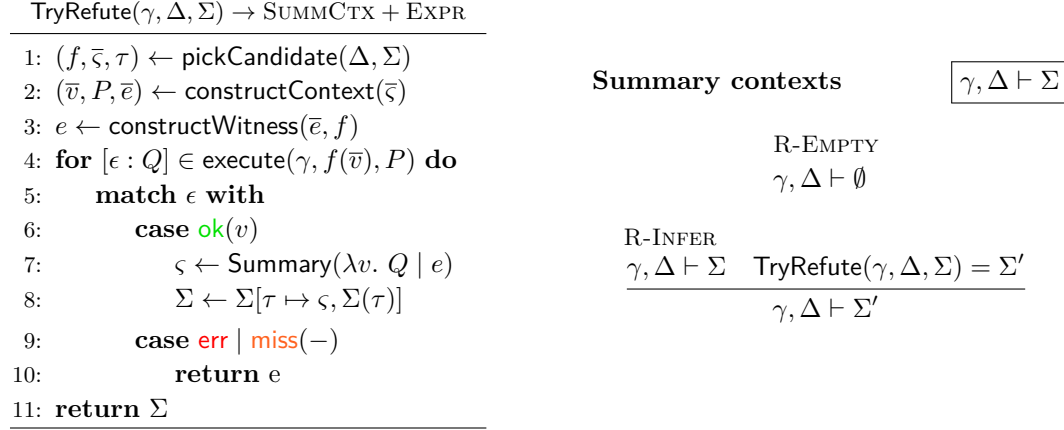 TryRefute(γ, Δ, Σ) → SUMMCTX + EXPR
1: (f, ς̅, τ) ← pickCandidate(Δ, Σ)
2: (v̅, P, e̅) ← constructContext(ς̅)
3: e ← constructWitness(e̅, f)
4: for [ϵ : Q] ∈ execute(γ, f(v̅), P) do
5: match ϵ with
6: case ok(v)
7: ς ← Summary(λv. Q | e)
8: Σ ← Σ[τ ↦ ς, Σ(τ)]
9: case err | miss(−)
10: return e
11: return Σ
Summary contexts γ, Δ ⊢ Σ
R-EMPTY
γ, Δ ⊢ ∅
R-INFER
γ, Δ ⊢ Σ TryRefute(γ, Δ, Σ) = Σ′
γ, Δ ⊢ Σ′